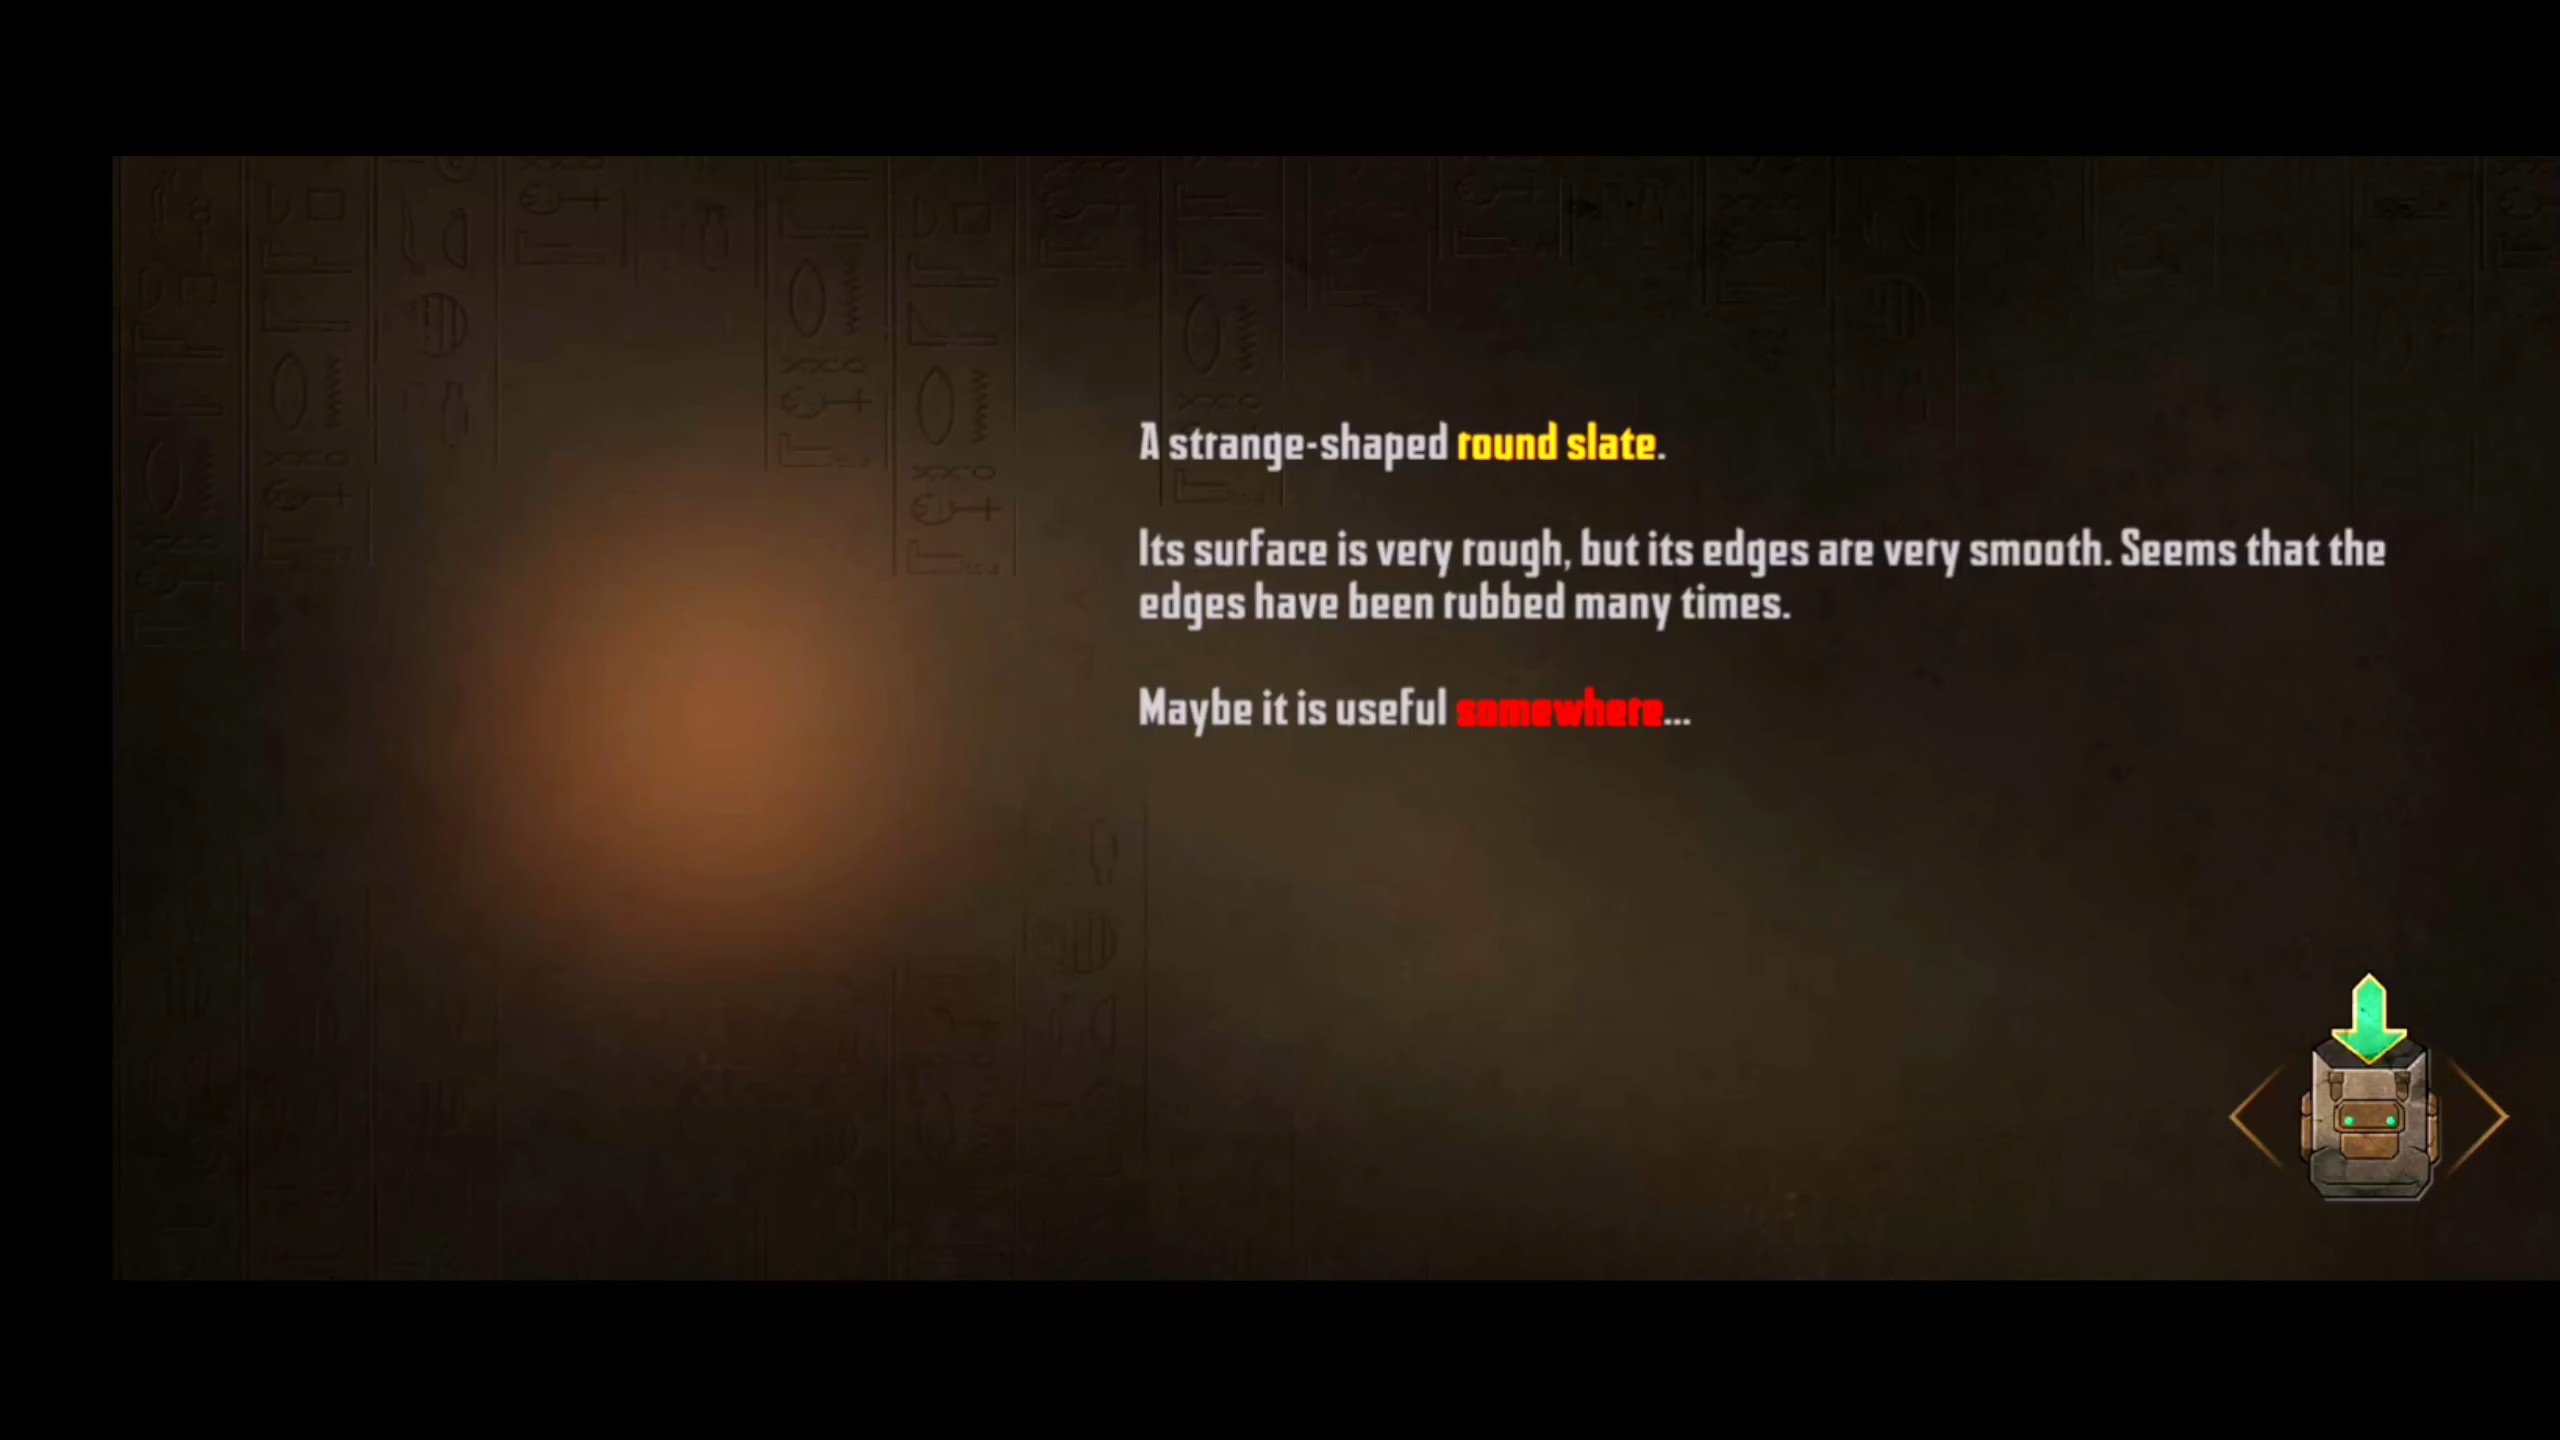 A strange-shaped round slate.
Its surface is very rough, but its edges are very smooth. Seems that the
edges have been rubbed many times.
Maybe it is useful somewhere...